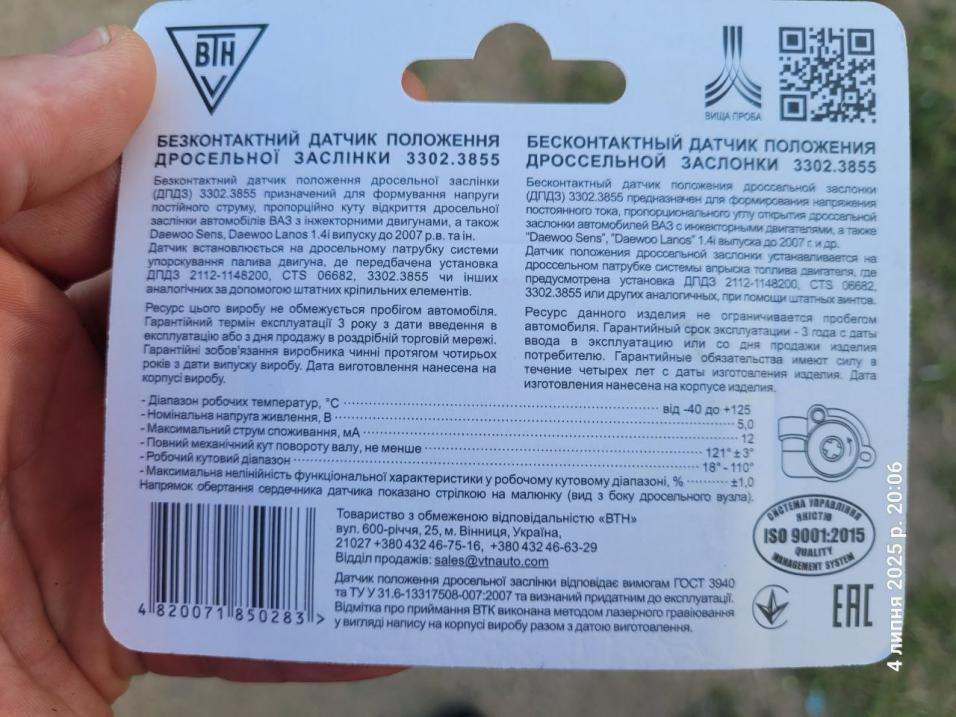 ВТН
ВИЩА ПРОБА
БЕЗКОНТАКТНИЙ ДАТЧИК ПОЛОЖЕННЯ
ДРОСЕЛЬНОЇ ЗАСЛІНКИ 3302.3855
Безконтактний датчик положення дросельної заслінки
(ДПДЗ) 3302.3855 призначений для формування напруги
постійного струму, пропорційно куту відкриття дросельної
заслінки автомобілів ВАЗ з інжекторними двигунами, а також
Daewoo Sens, Daewoo Lanos 1.4i випуску до 2007 р.в. та ін.
Датчик встановлюється на дросельному патрубку системи
упорскування палива двигуна, де передбачена установка
ДПДЗ 2112-1148200, CTS 06682, 3302.3855 чи інших
аналогічних за допомогою штатних кріпильних елементів.
Ресурс цього виробу не обмежується пробігом автомобіля.
Гарантійний термін експлуатації 3 року з дати введення в
експлуатацію або з дня продажу в роздрібній торговій мережі.
Гарантійні зобов'язання виробника чинні протягом чотирьох
років з дати випуску виробу. Дата виготовлення нанесена на
корпусі виробу.
БЕСКОНТАКТНЫЙ ДАТЧИК ПОЛОЖЕНИЯ
ДРОССЕЛЬНОЙ ЗАСЛОНКИ 3302.3855
Бесконтактный датчик положения дроссельной заслонки
(ДПДЗ) 3302.3855 предназначен для формирования напряжения
постоянного тока, пропорционального углу открытия дроссельной
заслонки автомобилей ВАЗ с инжекторными двигателями, а также
"Daewoo Sens", "Daewoo Lanos" 1.4i выпуска до 2007 г. и др.
Датчик положения дроссельной заслонки устанавливается на
дроссельном патрубке системы впрыска топлива двигателя, где
предусмотрена установка ДПДЗ 2112-1148200, CTS 06682,
3302.3855 или других аналогичных, при помощи штатных винтов.
Ресурс данного изделия не ограничивается пробегом
автомобиля. Гарантийный срок эксплуатации - 3 года с даты
ввода в эксплуатацию или со дня продажи изделия
потребителю. Гарантийные обязательства имеют силу в
течение четырех лет с даты изготовления изделия. Дата
изготовления нанесена на корпусе изделия.
- Діапазон робочих температур, °С від -40 до +125
- Номінальна напруга живлення, В 5,0
- Максимальний струм споживання, мА 12
- Повний механічний кут повороту валу, не менше 121° ± 3°
- Робочий кутовий діапазон 18° - 110°
- Максимальна нелінійність функціональної характеристики у робочому кутовому діапазоні, % ±1,0
Напрямок обертання сердечника датчика показано стрілкою на малюнку (вид з боку дросельного вузла).
Товариство з обмеженою відповідальністю «ВТН»
вул. 600-річчя, 25, м. Вінниця, Україна,
21027 +380 432 46-75-16, +380 432 46-63-29
Відділ продажів: sales@vtnauto.com
Датчик положення дросельної заслінки відповідає вимогам ГОСТ 3940
та ТУ У 31.6-13317508-007:2007 та визнаний придатним до експлуатації.
Відмітка про приймання ВТК виконана методом лазерного гравіювання
у вигляді напису на корпусі виробу разом з датою виготовлення.
4 820071 850283 >
СИСТЕМА УПРАВЛІННЯ
ЯКІСТЮ
ISO 9001:2015
QUALITY
MANAGEMENT SYSTEM
EAC
4 липня 2025 р. 20:06